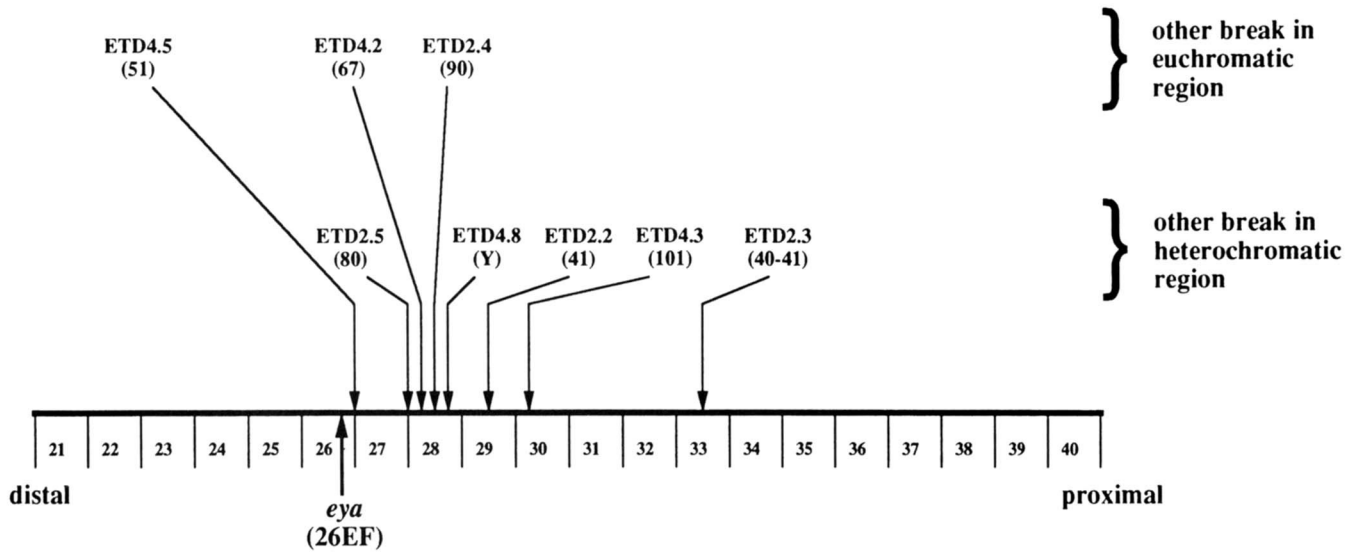 ETD4.5
(51)
ETD4.2
(67)
ETD2.4
(90)
} other break in
euchromatic
region
ETD2.5
(80)
ETD4.8
(Y)
ETD2.2
(41)
ETD4.3
(101)
ETD2.3
(40-41)
} other break in
heterochromatic
region
21 22 23 24 25 26 27 28 29 30 31 32 33 34 35 36 37 38 39 40
distal
proximal
eya
(26EF)